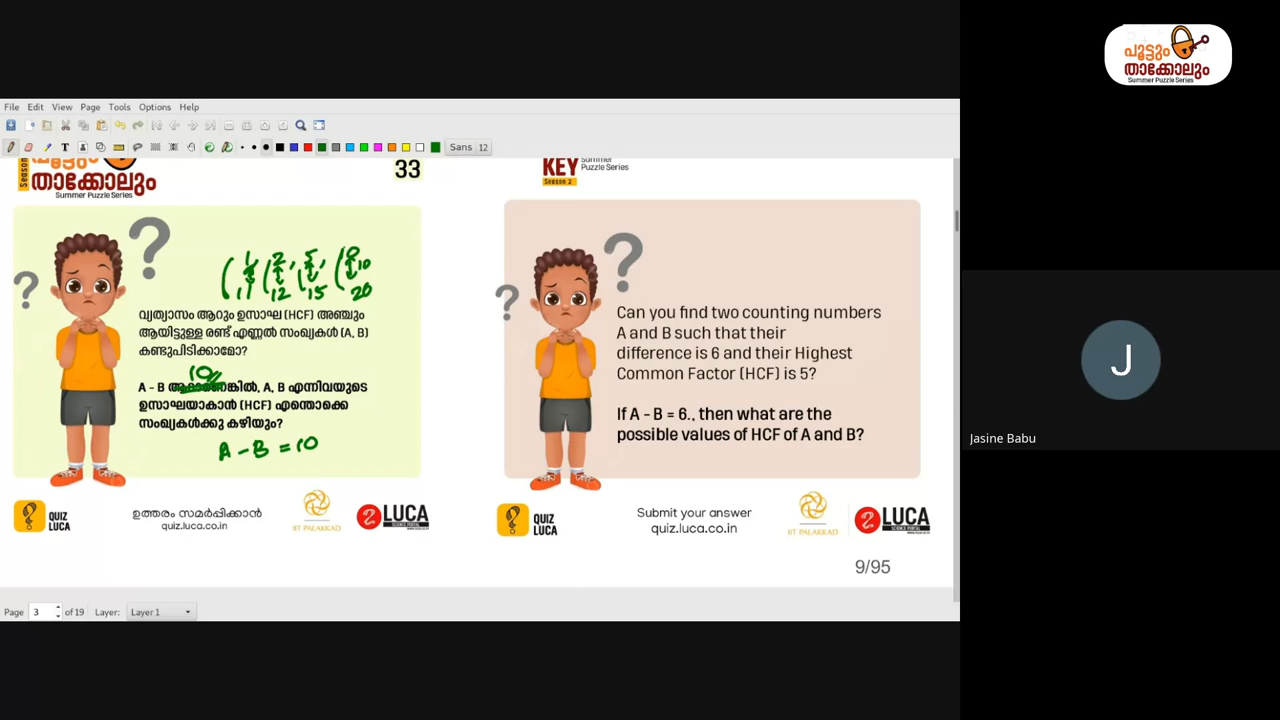 പൂട്ടും
താക്കോലും
Summer Puzzle Series
File Edit View Page Tools Options Help
Sans 12
Season
പൂട്ടും
താക്കോലും
Summer Puzzle Series
33
?
?
വ്യത്യാസം ആറും ഉസാഘ (HCF) അഞ്ചും
ആയിട്ടുള്ള രണ്ട് എണ്ണൽ സംഖ്യകൾ (A, B)
കണ്ടുപിടിക്കാമോ?
10
A – B ആറാണെങ്കിൽ, A, B എന്നിവയുടെ
ഉസാഘയാകാൻ (HCF) എന്തൊക്കെ
സംഖ്യകൾക്കു കഴിയും?
A – B = 10
QUIZ
LUCA
ഉത്തരം സമർപ്പിക്കാൻ
quiz.luca.co.in
IIT PALAKKAD
LUCA
KEY
Summer
Puzzle Series
Season 2
?
?
Can you find two counting numbers
A and B such that their
difference is 6 and their Highest
Common Factor (HCF) is 5?
If A – B = 6., then what are the
possible values of HCF of A and B?
QUIZ
LUCA
Submit your answer
quiz.luca.co.in
IIT PALAKKAD
LUCA
9/95
Page 3 of 19 Layer: Layer 1
J
Jasine Babu